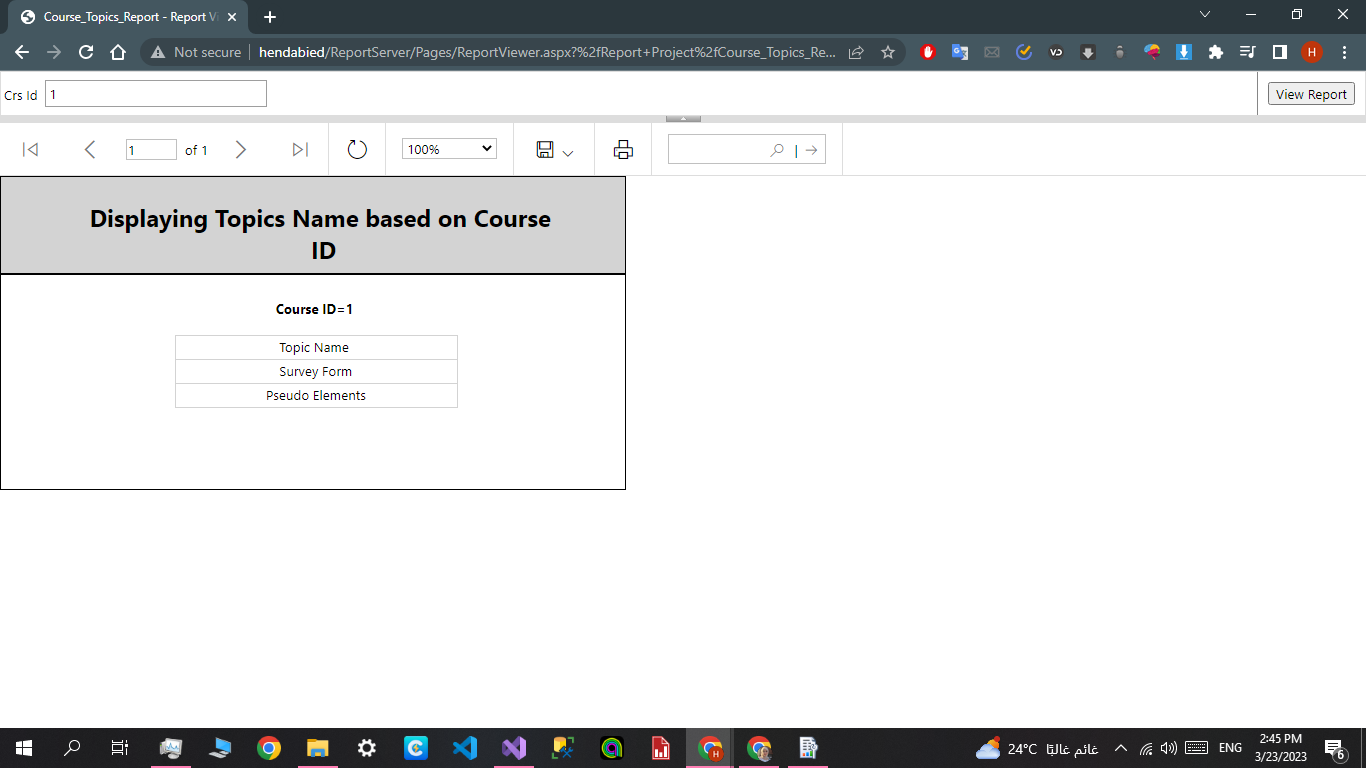 Course_Topics_Report - Report Vi
Not secure
hendabied/ReportServer/Pages/ReportViewer.aspx?%2fReport+Project%2fCourse_Topics_Re...
VD
H
Crs Id
1
View Report
1
of 1
100%
Displaying Topics Name based on Course
ID
Course ID=1
Topic Name
Survey Form
Pseudo Elements
24°C
غائم غالبًا
ENG
2:45 PM
3/23/2023
6